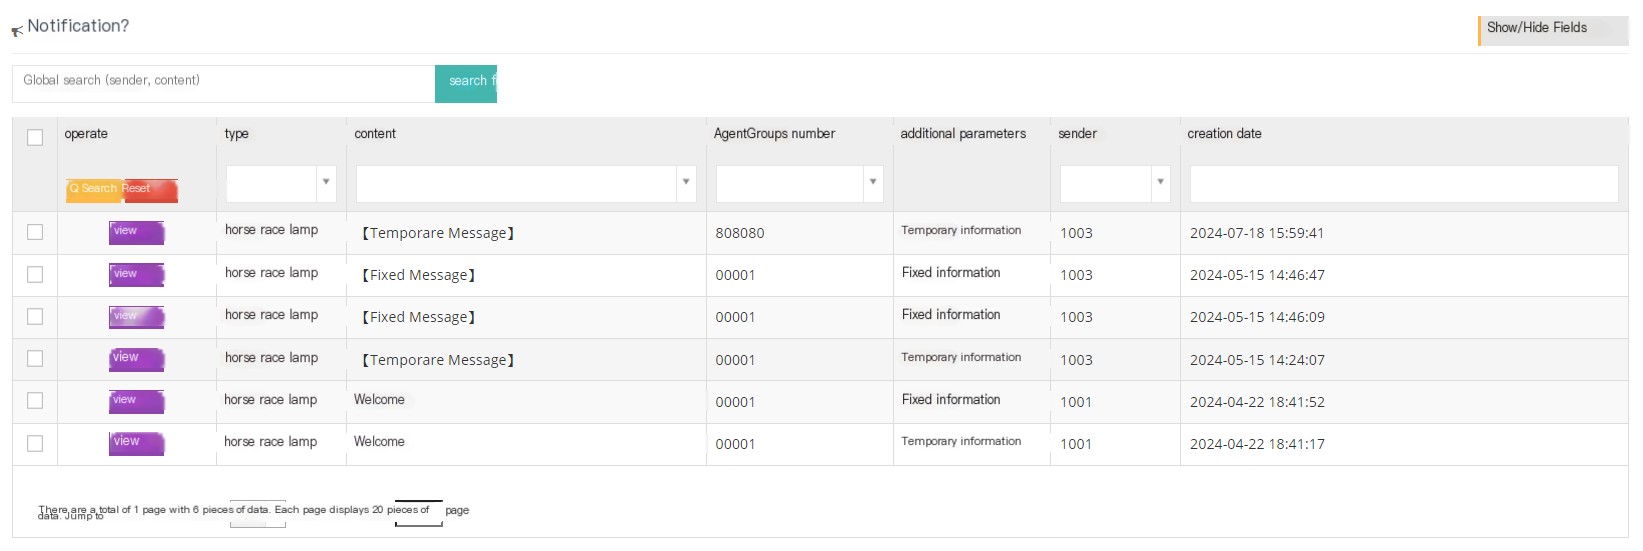 Notification?
Show/Hide Fields
Global search (sender, content)
search
operate type content AgentGroups number additional parameters sender creation date
Q Search Reset
view horse race lamp 【Temporare Message】 808080 Temporary information 1003 2024-07-18 15:59:41
view horse race lamp 【Fixed Message】 00001 Fixed information 1003 2024-05-15 14:46:47
view horse race lamp 【Fixed Message】 00001 Fixed information 1003 2024-05-15 14:46:09
view horse race lamp 【Temporare Message】 00001 Temporary information 1003 2024-05-15 14:24:07
view horse race lamp Welcome 00001 Fixed information 1001 2024-04-22 18:41:52
view horse race lamp Welcome 00001 Temporary information 1001 2024-04-22 18:41:17
There are a total of 1 page with 6 pieces of data. Each page displays 20 pieces of page
data. Jump to